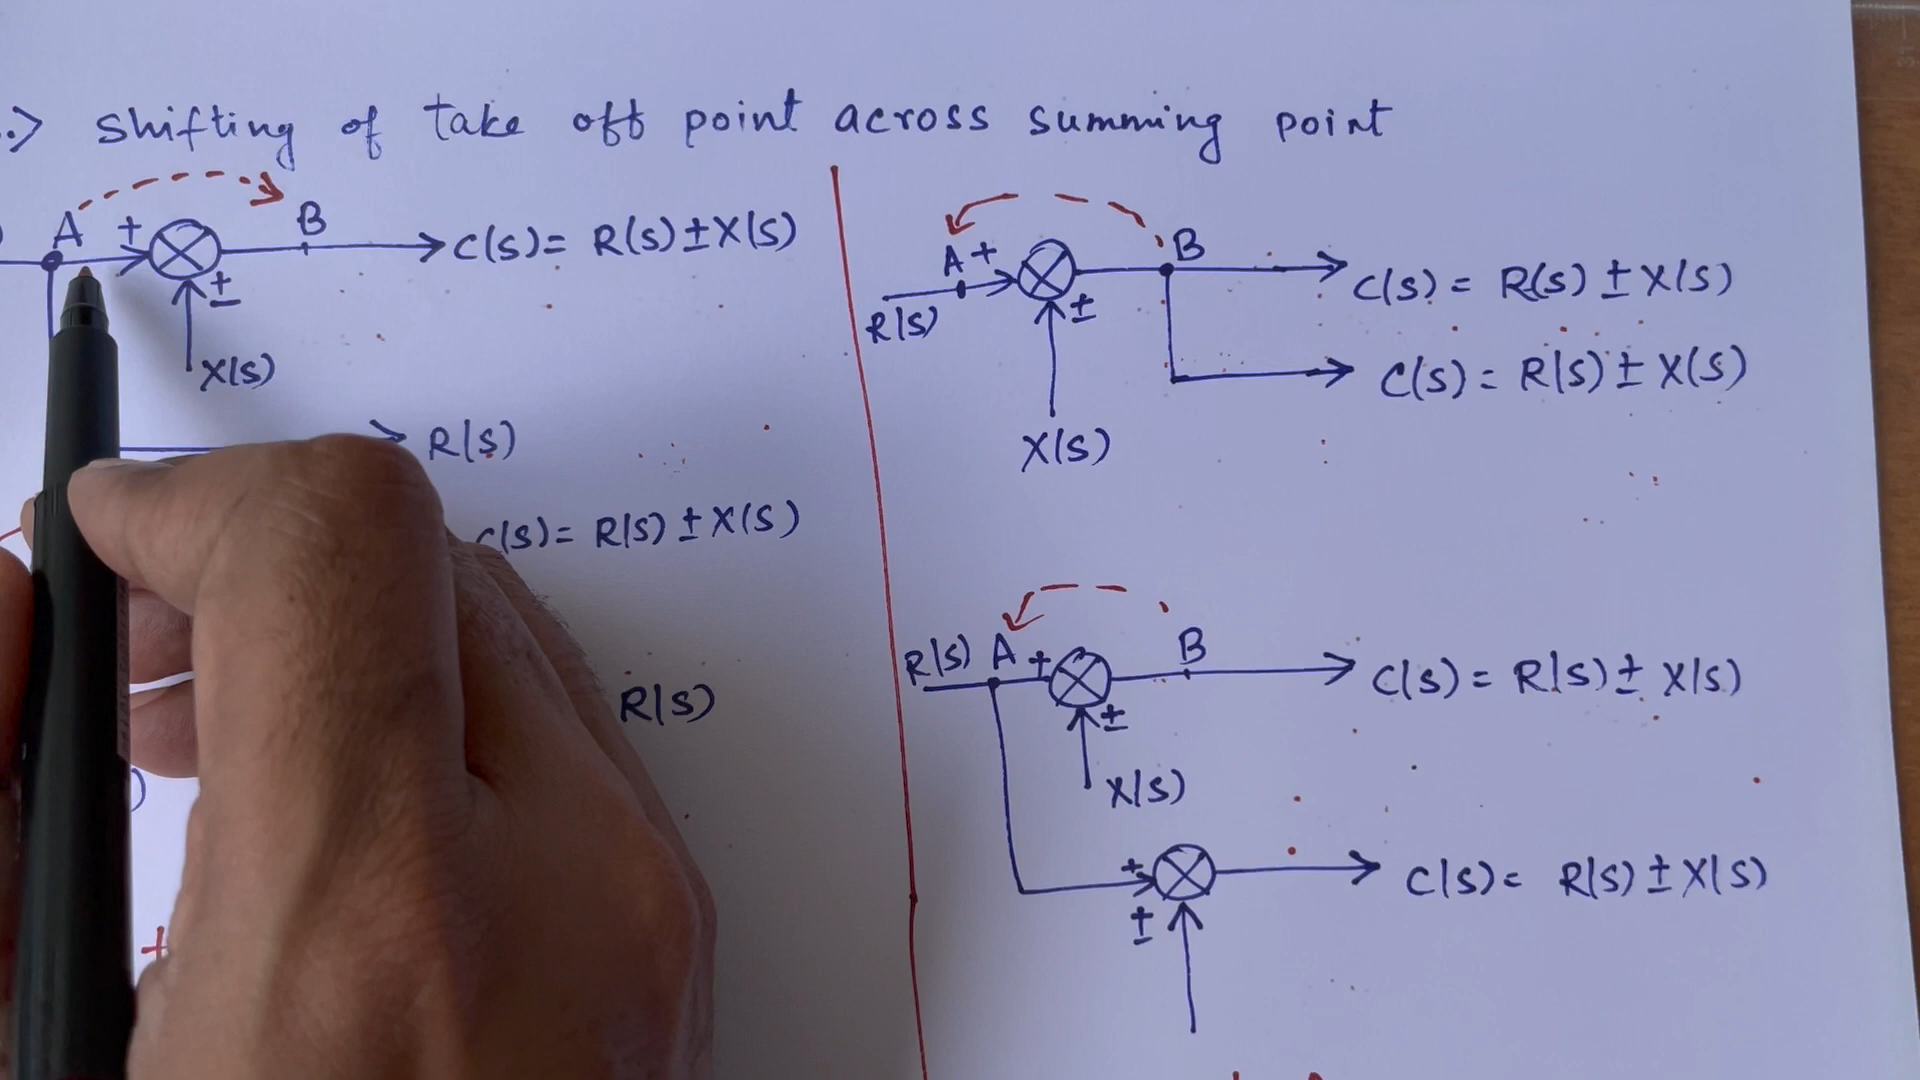 shifting of take off point across summing point
A + B C(s) = R(s) ± X(s)
±
X(s)
R(s)
C(s) = R(s) ± X(s)
R(s)
+
A + B C(s) = R(s) ± X(s)
R(s) ±
C(s) = R(s) ± X(s)
X(s)
R(s) A + B C(s) = R(s) ± X(s)
±
X(s)
+ C(s) = R(s) ± X(s)
±